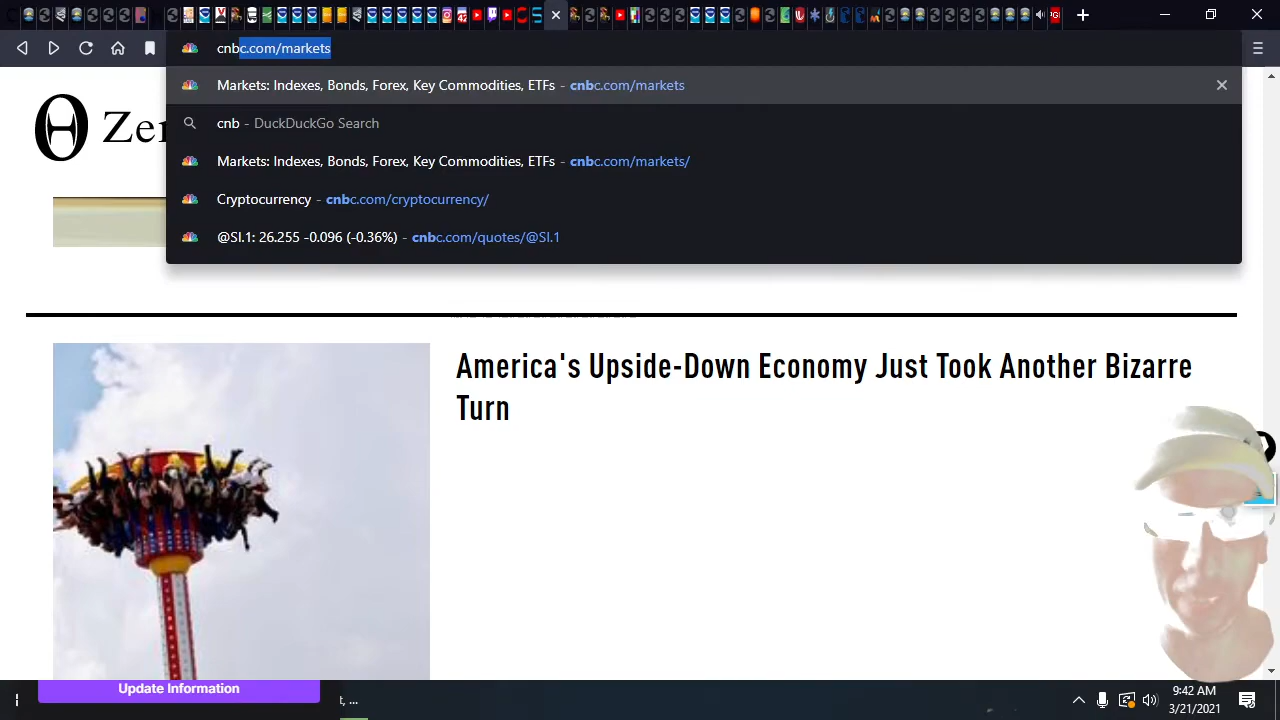 cnbc.com/markets
Markets: Indexes, Bonds, Forex, Key Commodities, ETFs - cnbc.com/markets
cnb - DuckDuckGo Search
Markets: Indexes, Bonds, Forex, Key Commodities, ETFs - cnbc.com/markets/
Cryptocurrency - cnbc.com/cryptocurrency/
@SI.1: 26.255 -0.096 (-0.36%) - cnbc.com/quotes/@SI.1
America's Upside-Down Economy Just Took Another Bizarre
Turn
Update Information
t, ...
9:42 AM
3/21/2021